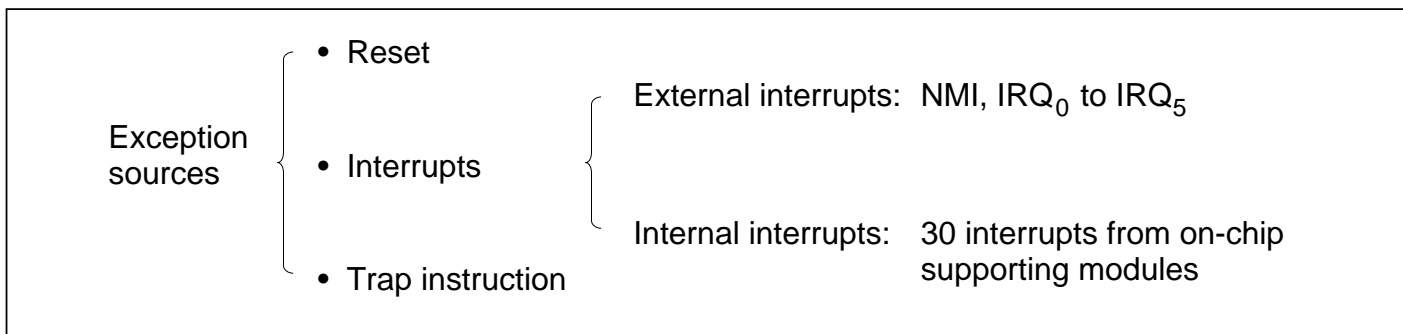 Exception
sources
• Reset
• Interrupts
• Trap instruction
External interrupts: NMI, IRQ₀ to IRQ₅
Internal interrupts: 30 interrupts from on-chip
supporting modules